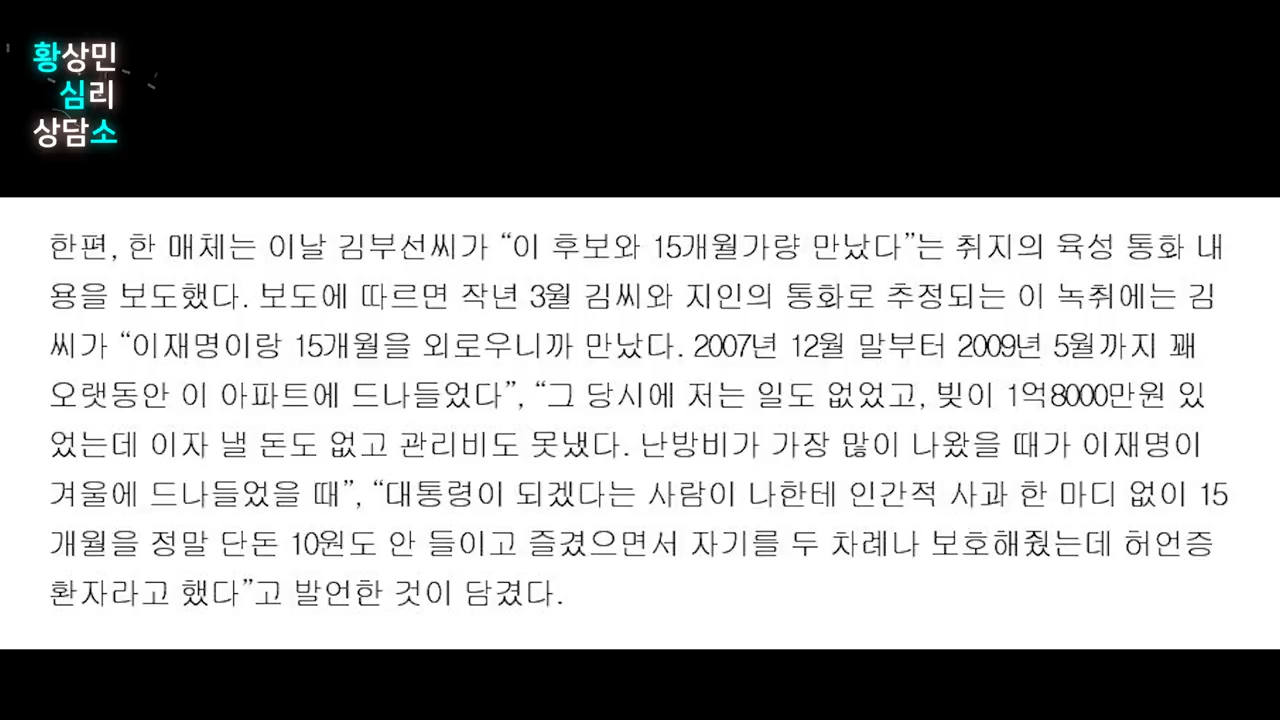 황상민
심리
상담소
한편, 한 매체는 이날 김부선씨가 “이 후보와 15개월가량 만났다”는 취지의 육성 통화 내
용을 보도했다. 보도에 따르면 작년 3월 김씨와 지인의 통화로 추정되는 이 녹취에는 김
씨가 “이재명이랑 15개월을 외로우니까 만났다. 2007년 12월 말부터 2009년 5월까지 꽤
오랫동안 이 아파트에 드나들었다”, “그 당시에 저는 일도 없었고, 빚이 1억8000만원 있
었는데 이자 낼 돈도 없고 관리비도 못냈다. 난방비가 가장 많이 나왔을 때가 이재명이
겨울에 드나들었을 때”, “대통령이 되겠다는 사람이 나한테 인간적 사과 한 마디 없이 15
개월을 정말 단돈 10원도 안 들이고 즐겼으면서 자기를 두 차례나 보호해줬는데 허언증
환자라고 했다”고 발언한 것이 담겼다.